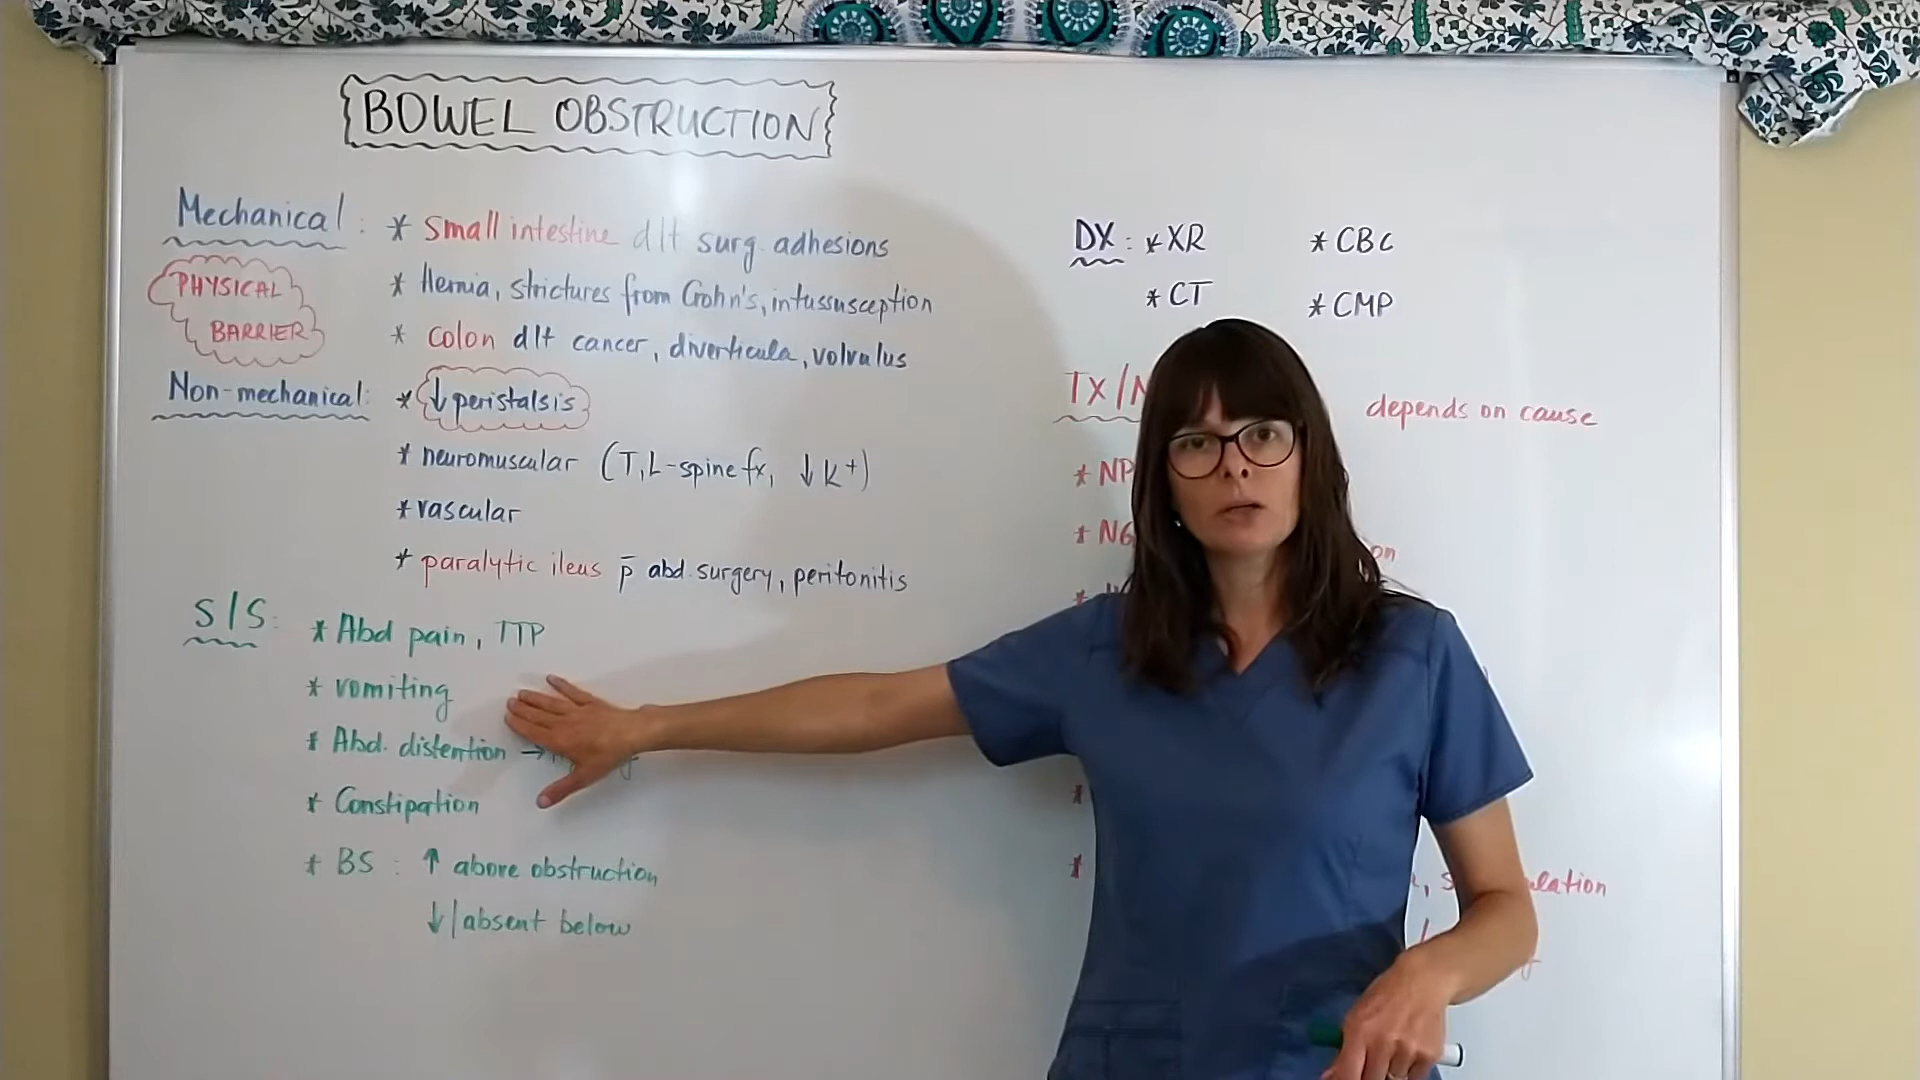 BOWEL OBSTRUCTION
Mechanical: * Small intestine d/t surg. adhesions
PHYSICAL
BARRIER
* Hernia, strictures from Crohn's, intussusception
* colon d/t cancer, diverticula, volvulus
Non-mechanical: * ↓ peristalsis
* neuromuscular (T, L-spine fx, ↓ K+)
* vascular
* paralytic ileus p̄ abd. surgery, peritonitis
S/S: * Abd pain, TTP
* vomiting
* Abd. distention →
* Constipation
* BS: ↑ above obstruction
↓/absent below
DX: * XR * CBC
* CT * CMP
TX/ depends on cause
* NP
* NG